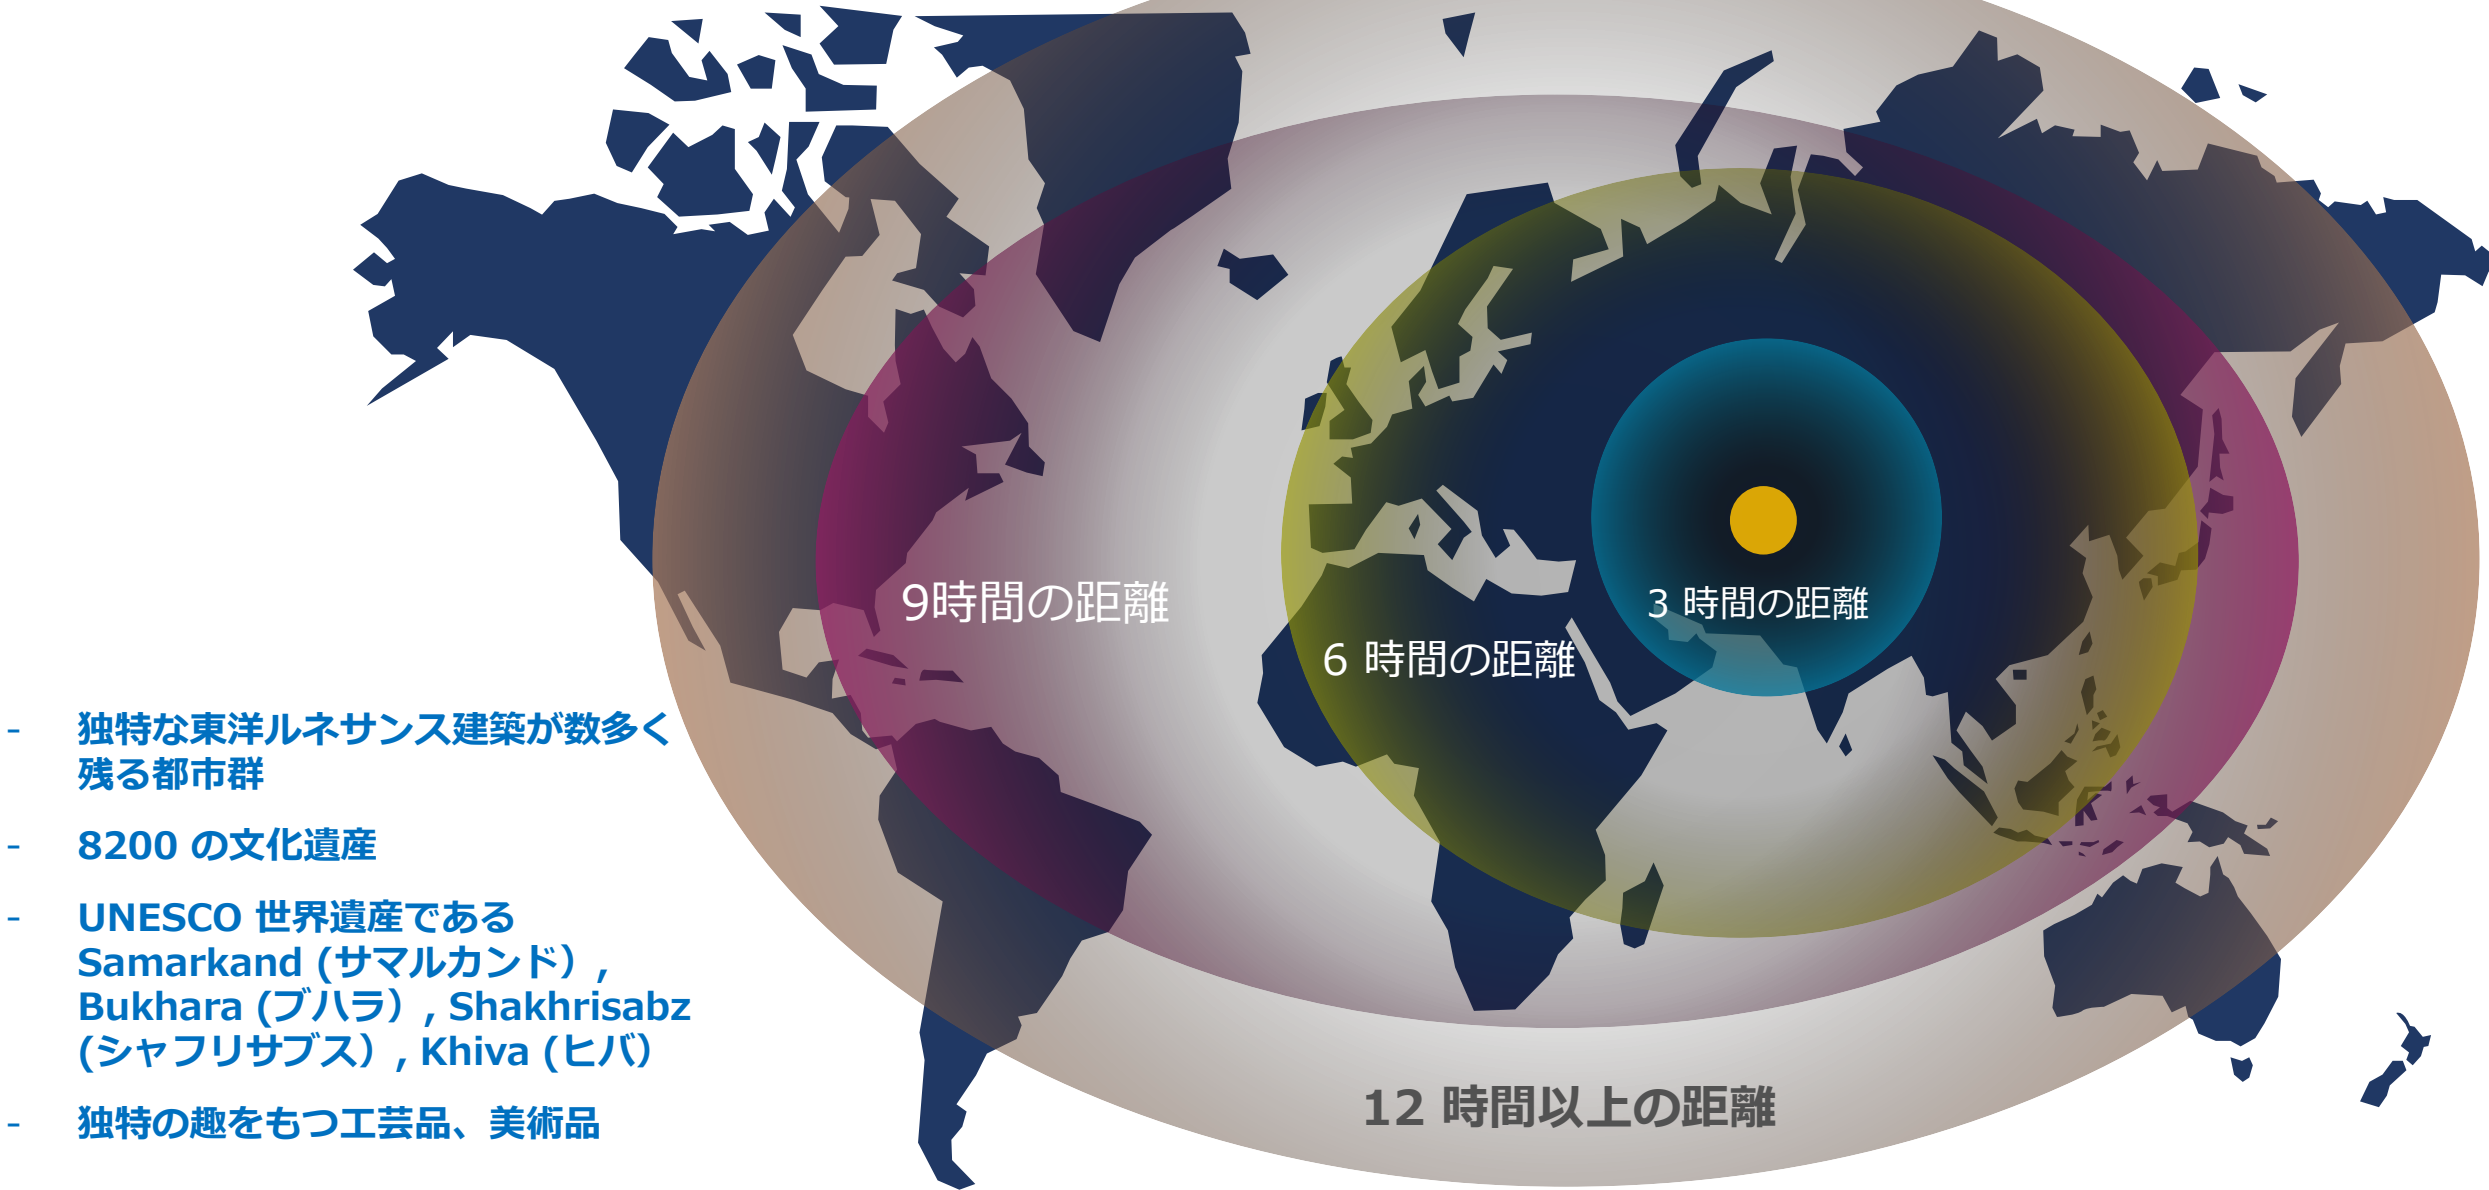 9時間の距離
3 時間の距離
6 時間の距離
- 独特な東洋ルネサンス建築が数多く
残る都市群
- 8200 の文化遺産
- UNESCO 世界遺産である
Samarkand (サマルカンド）,
Bukhara (ブハラ）, Shakhrisabz
(シャフリサブス）, Khiva (ヒバ）
- 独特の趣をもつ工芸品、美術品
12 時間以上の距離